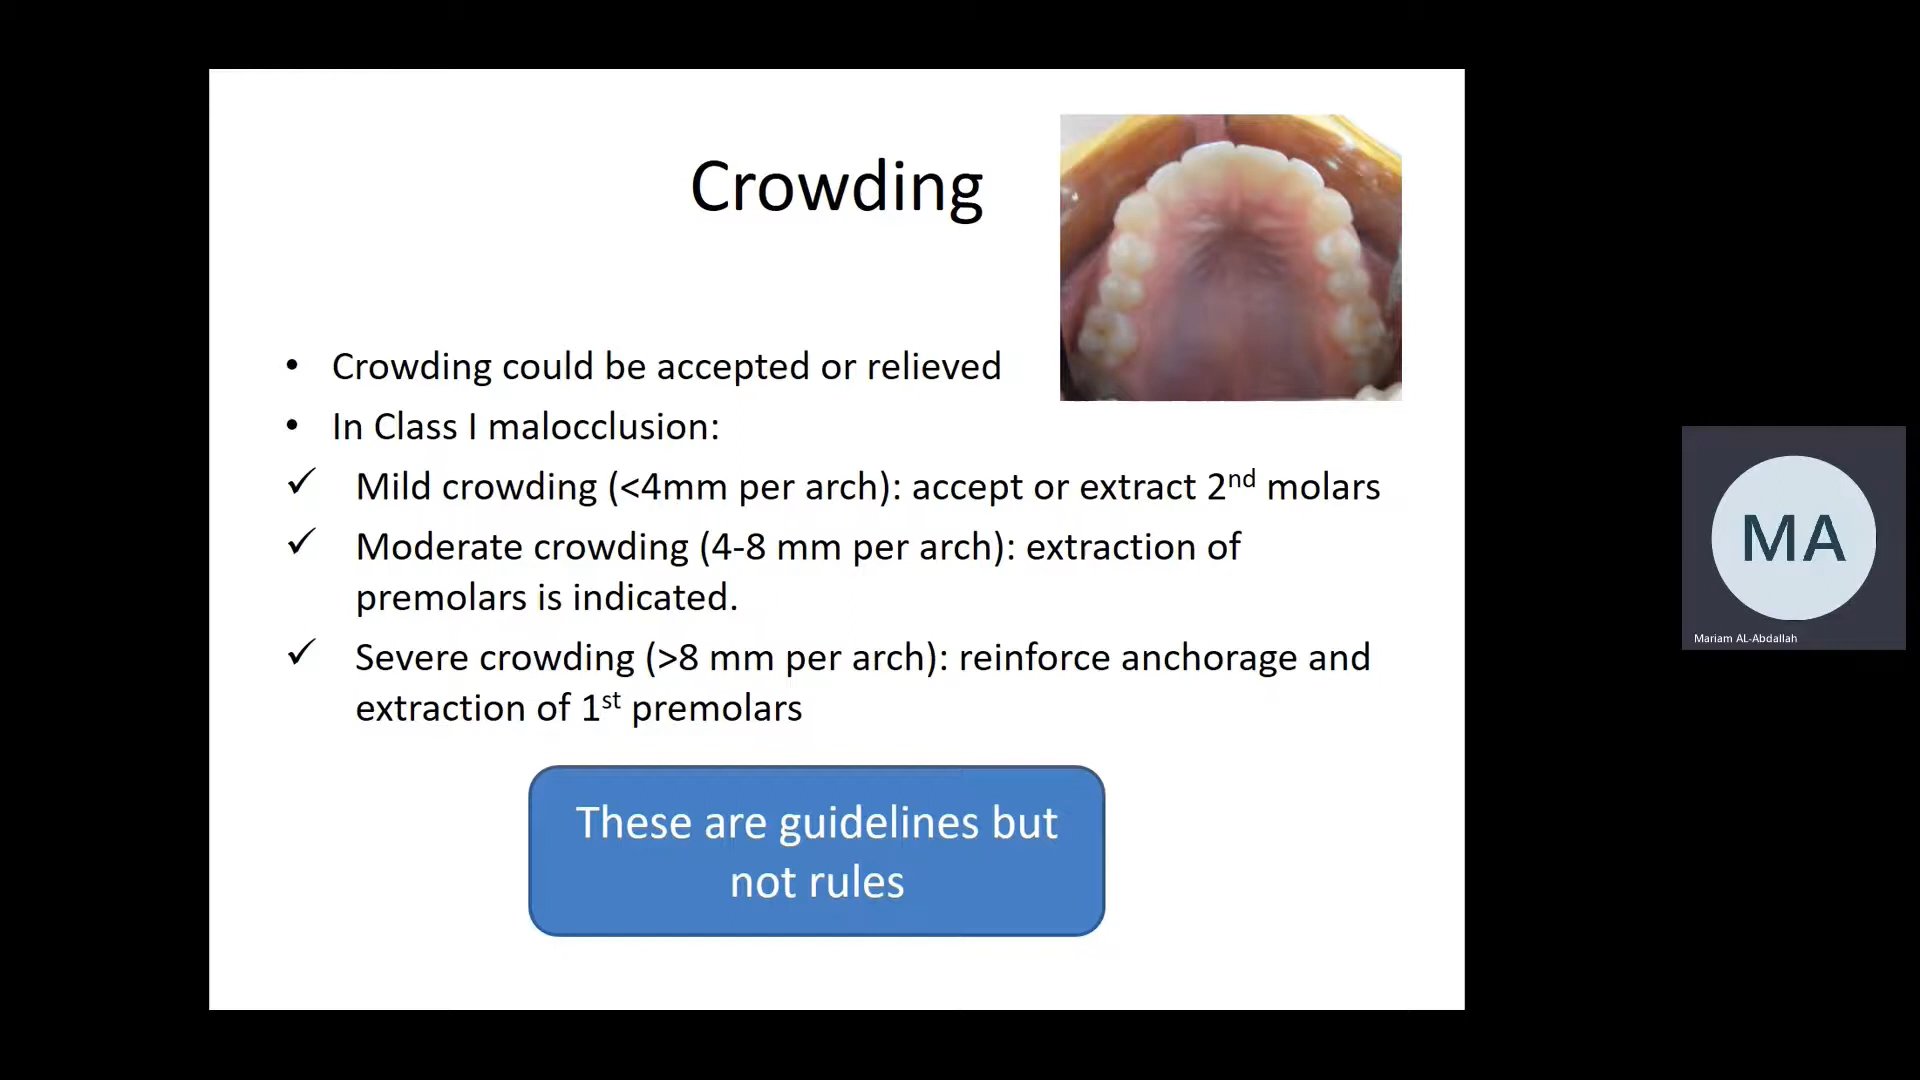 Crowding
• Crowding could be accepted or relieved
• In Class I malocclusion:
✓ Mild crowding (<4mm per arch): accept or extract 2nd molars
✓ Moderate crowding (4-8 mm per arch): extraction of
premolars is indicated.
✓ Severe crowding (>8 mm per arch): reinforce anchorage and
extraction of 1st premolars
These are guidelines but
not rules
MA
Mariam AL-Abdallah